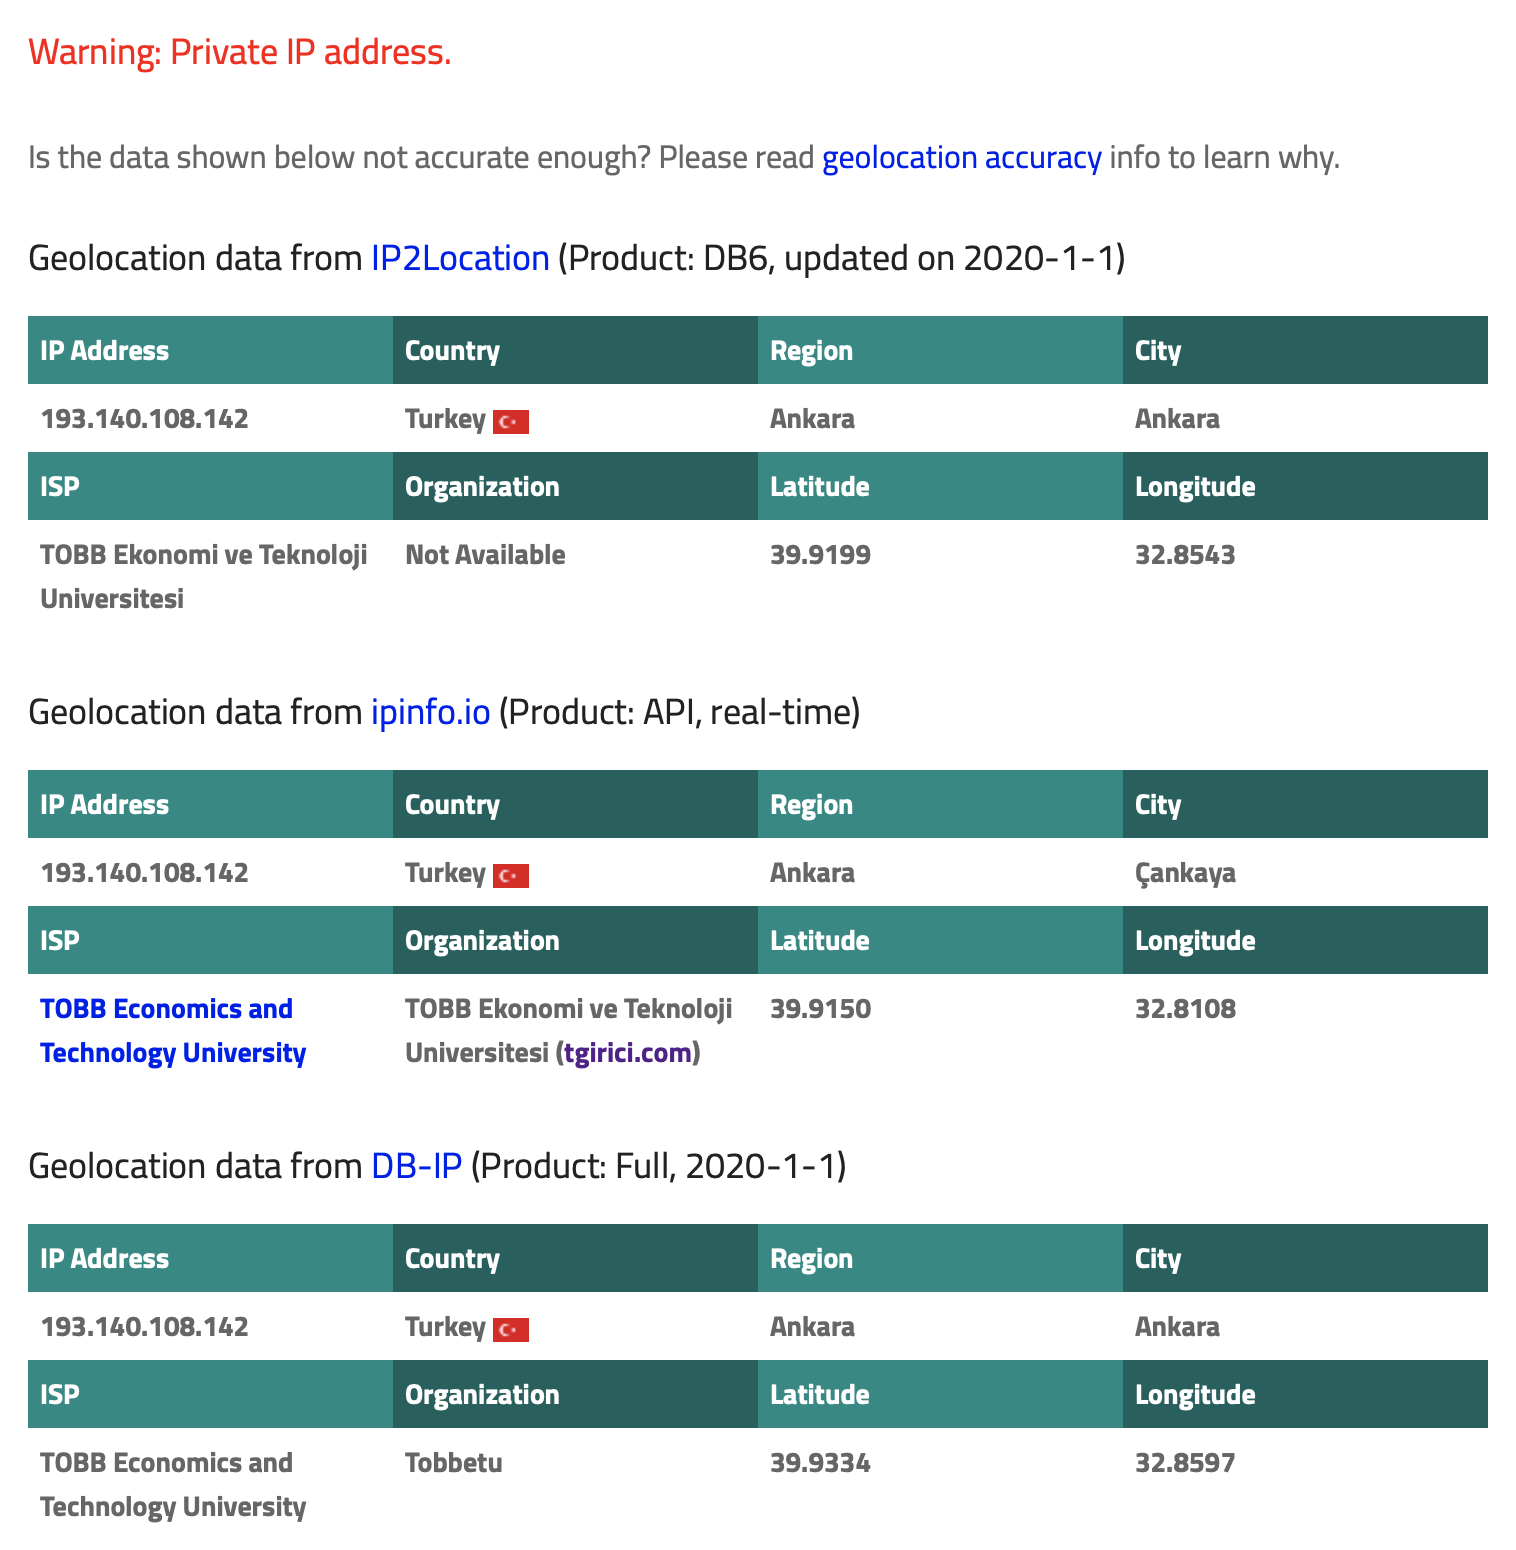 Warning: Private IP address.
Is the data shown below not accurate enough? Please read geolocation accuracy info to learn why.
Geolocation data from IP2Location (Product: DB6, updated on 2020-1-1)
IP Address Country Region City
193.140.108.142 Turkey Ankara Ankara
ISP Organization Latitude Longitude
TOBB Ekonomi ve Teknoloji Not Available 39.9199 32.8543
Universitesi
Geolocation data from ipinfo.io (Product: API, real-time)
IP Address Country Region City
193.140.108.142 Turkey Ankara Çankaya
ISP Organization Latitude Longitude
TOBB Economics and TOBB Ekonomi ve Teknoloji 39.9150 32.8108
Technology University Universitesi (tgirici.com)
Geolocation data from DB-IP (Product: Full, 2020-1-1)
IP Address Country Region City
193.140.108.142 Turkey Ankara Ankara
ISP Organization Latitude Longitude
TOBB Economics and Tobbetu 39.9334 32.8597
Technology University